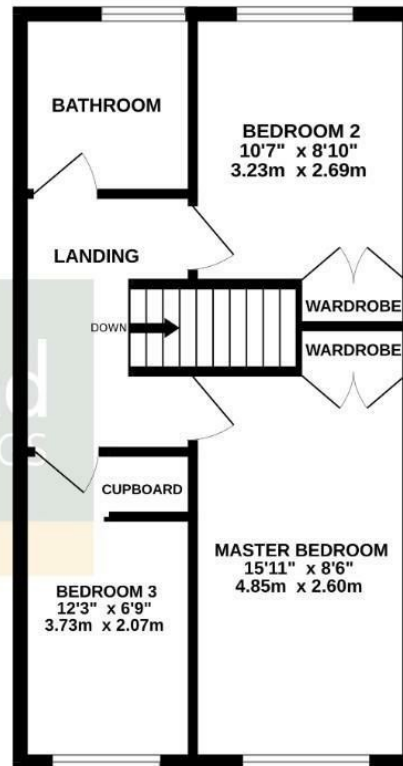 BATHROOM
BEDROOM 2
10'7" x 8'10"
3.23m x 2.69m
LANDING
DOWN
WARDROBE
WARDROBE
CUPBOARD
MASTER BEDROOM
15'11" x 8'6"
4.85m x 2.60m
BEDROOM 3
12'3" x 6'9"
3.73m x 2.07m